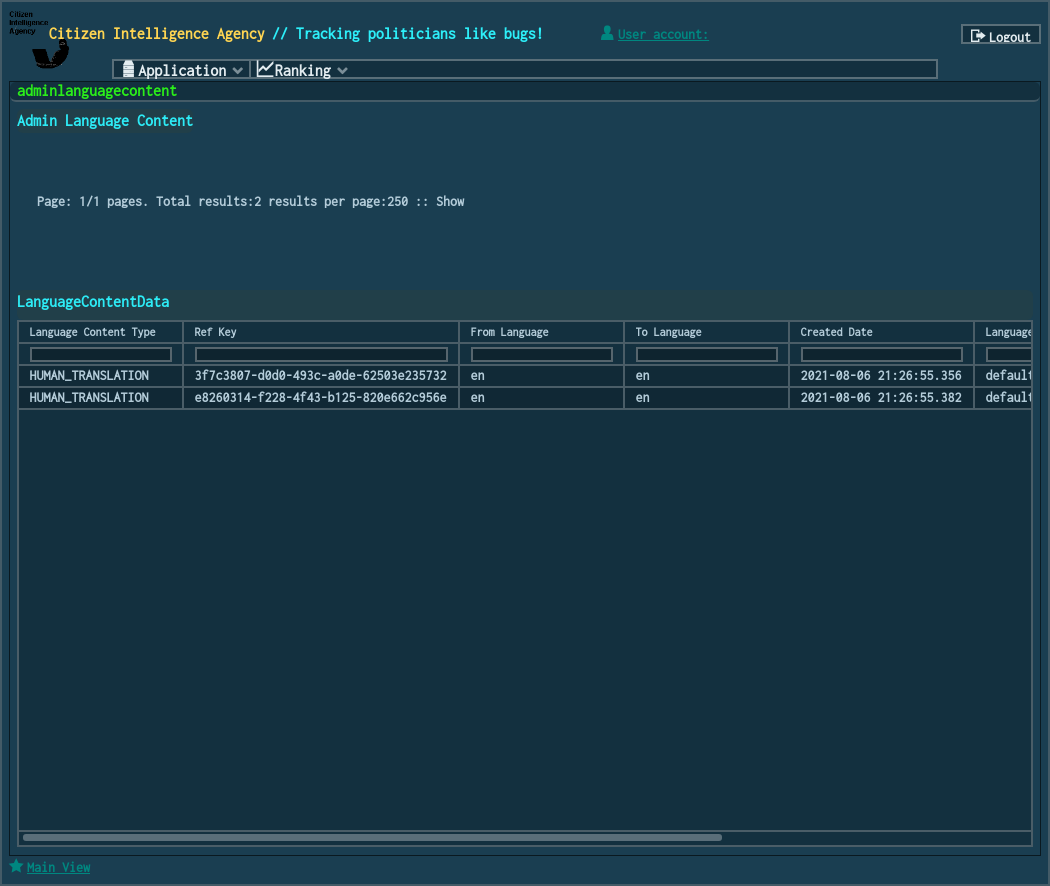 Citizen
Intelligence
Agency
Citizen Intelligence Agency // Tracking politicians like bugs!
User account:
Logout
Application
Ranking
adminlanguagecontent
Admin Language Content
Page: 1/1 pages. Total results:2 results per page:250 :: Show
LanguageContentData
Language Content Type Ref Key From Language To Language Created Date Language
HUMAN_TRANSLATION 3f7c3807-d0d0-493c-a0de-62503e235732 en en 2021-08-06 21:26:55.356 default
HUMAN_TRANSLATION e8260314-f228-4f43-b125-820e662c956e en en 2021-08-06 21:26:55.382 default
Main View